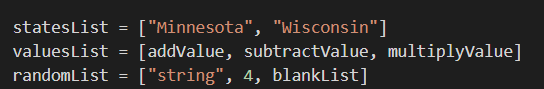 statesList = ["Minnesota", "Wisconsin"]
valuesList = [addValue, subtractValue, multiplyValue]
randomList = ["string", 4, blankList]